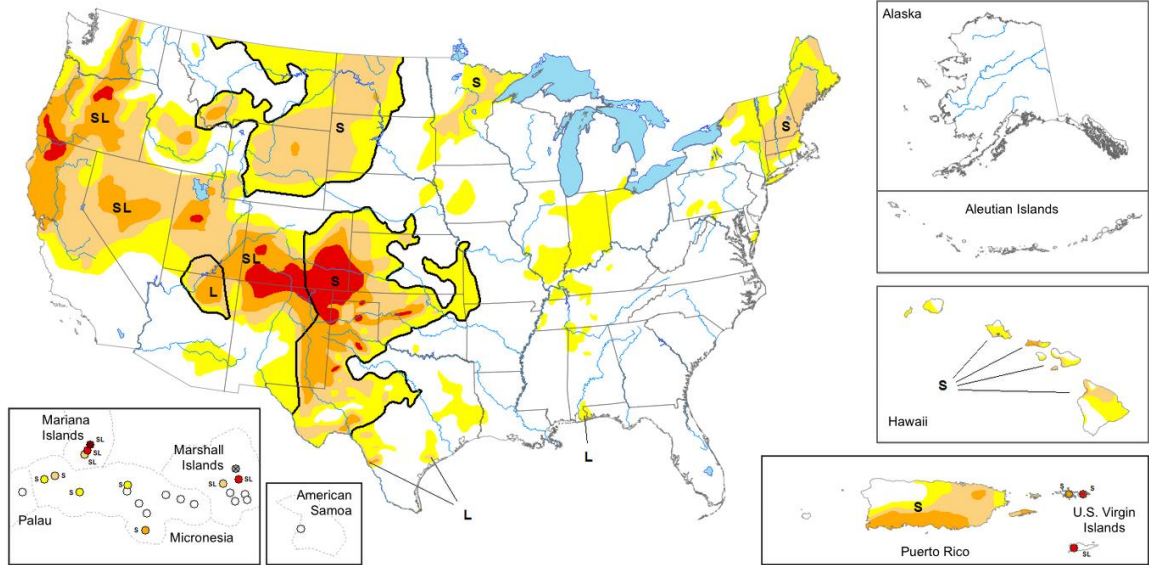 Alaska
Aleutian Islands
S
S
S
SL
SL
SL
S
L
S
Hawaii
L
L
Mariana
Islands
SL
SL
SL
Marshall
Islands
SL
SL
S
S
S
S
Palau
S
Micronesia
American
Samoa
S
S
S
U.S. Virgin
Islands
SL
Puerto Rico